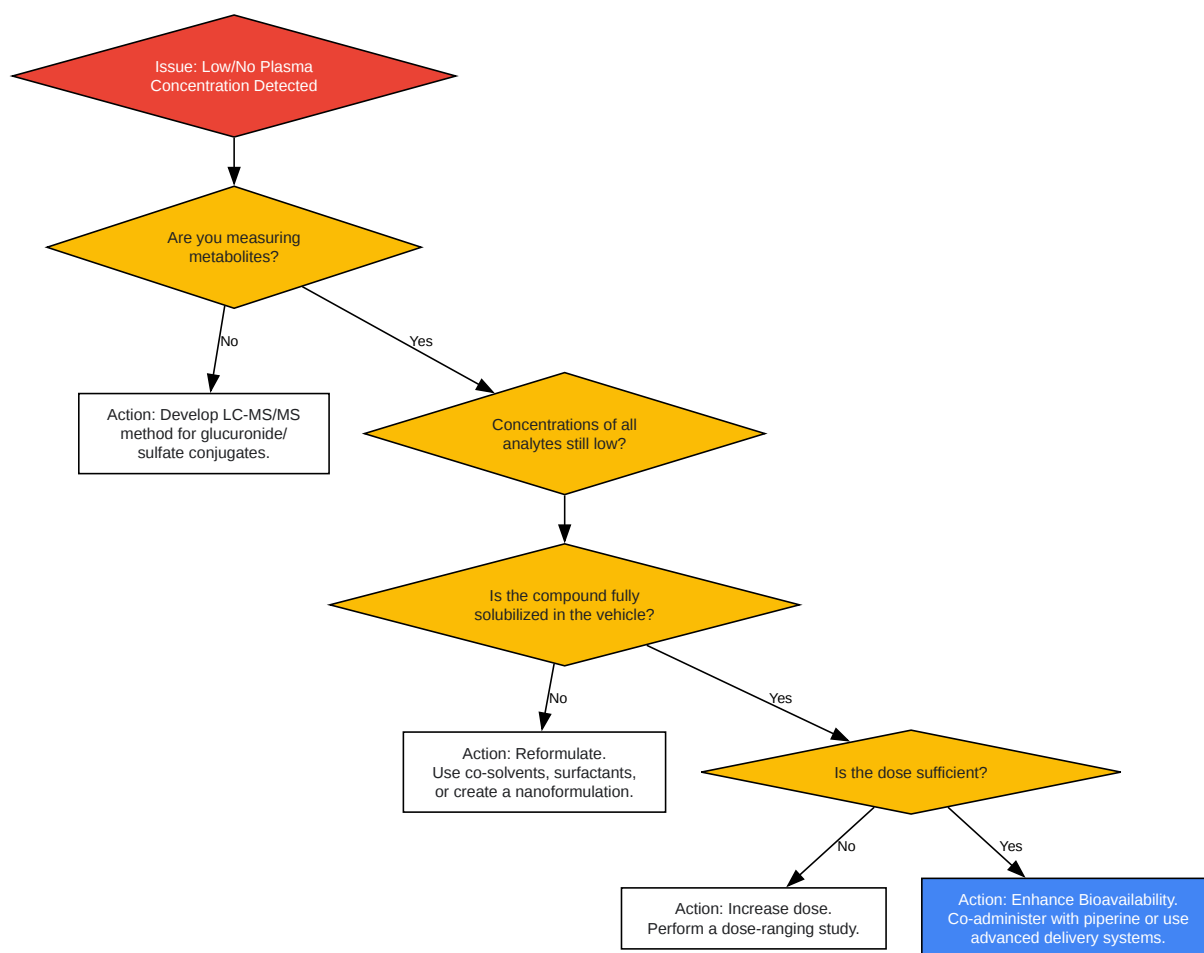 Issue: Low/No Plasma
Concentration Detected
Are you measuring
metabolites?
No
Yes
Action: Develop LC-MS/MS
method for glucuronide/
sulfate conjugates.
Concentrations of all
analytes still low?
Is the compound fully
solubilized in the vehicle?
No
Yes
Action: Reformulate.
Use co-solvents, surfactants,
or create a nanoformulation.
Is the dose sufficient?
No
Yes
Action: Increase dose.
Perform a dose-ranging study.
Action: Enhance Bioavailability.
Co-administer with piperine or use
advanced delivery systems.